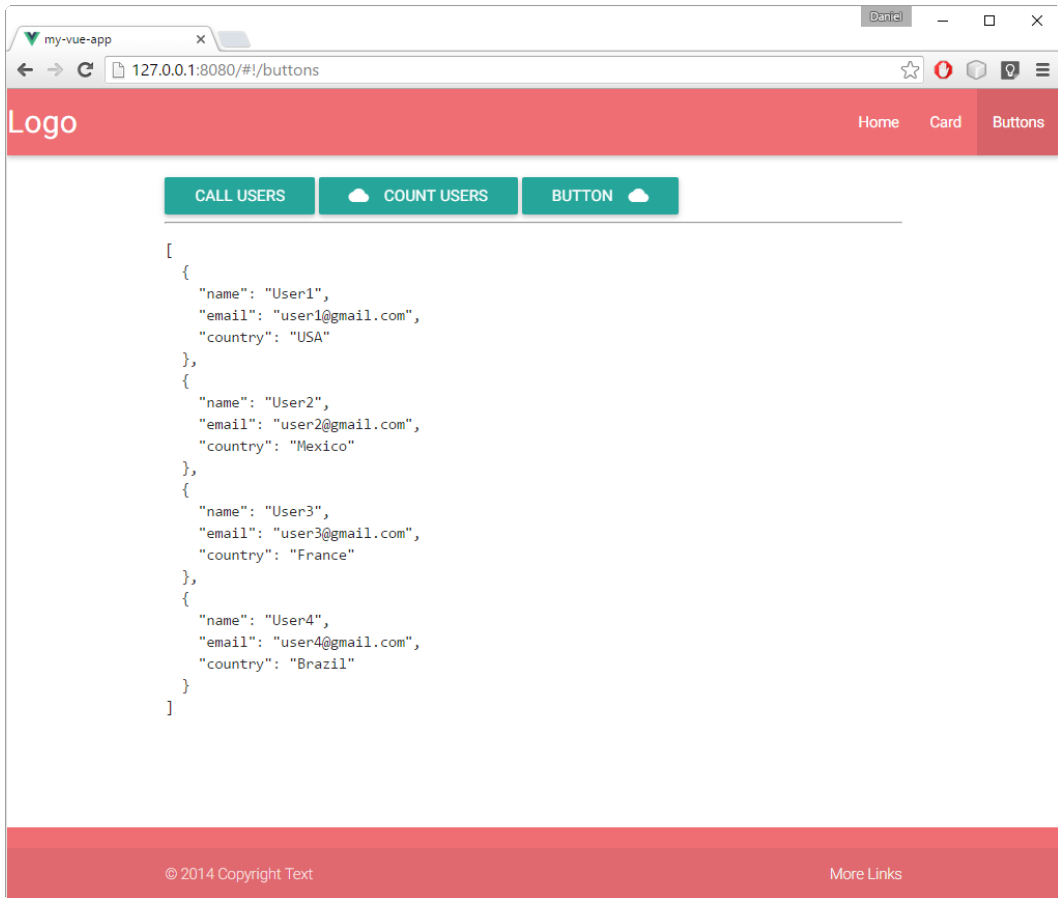 Daniel
my-vue-app
127.0.0.1:8080/#!/buttons
Logo
Home Card Buttons
CALL USERS COUNT USERS BUTTON
[
  {
    "name": "User1",
    "email": "user1@gmail.com",
    "country": "USA"
  },
  {
    "name": "User2",
    "email": "user2@gmail.com",
    "country": "Mexico"
  },
  {
    "name": "User3",
    "email": "user3@gmail.com",
    "country": "France"
  },
  {
    "name": "User4",
    "email": "user4@gmail.com",
    "country": "Brazil"
  }
]
© 2014 Copyright Text More Links